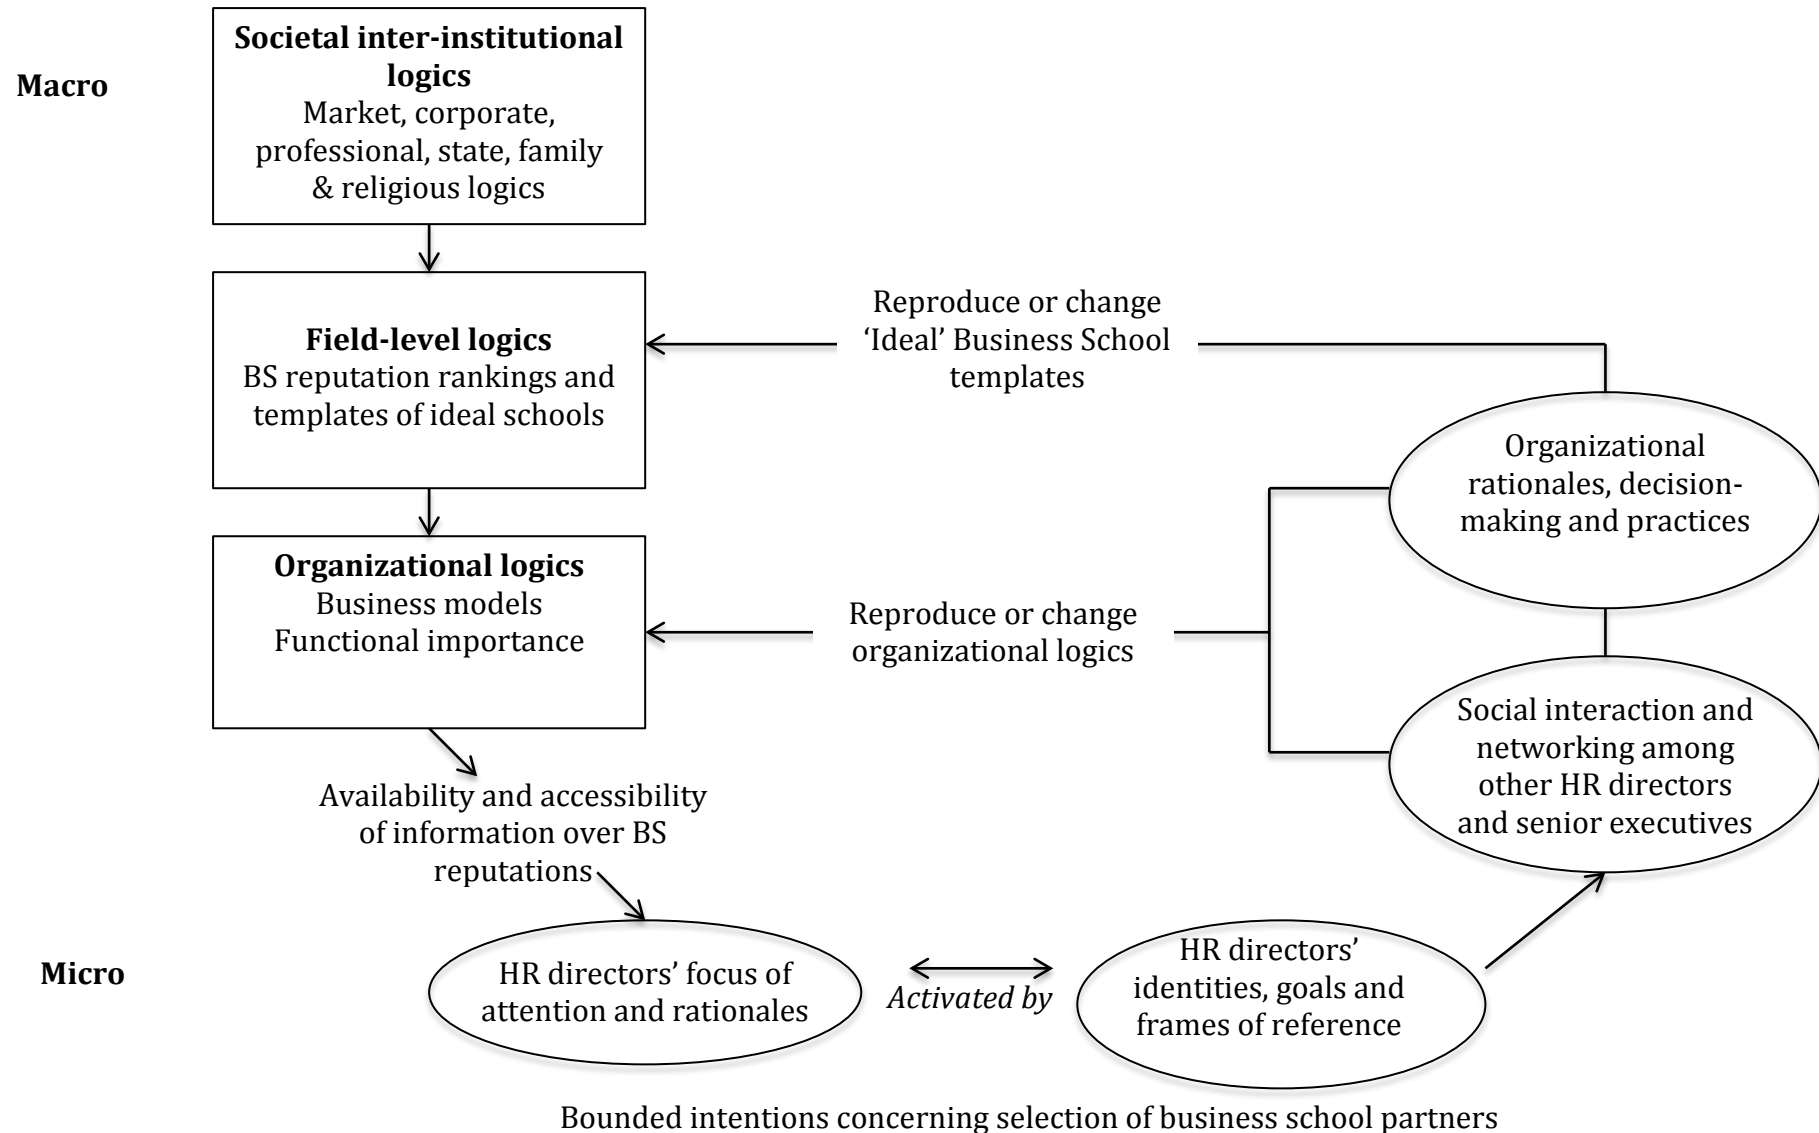 Macro
Societal inter-institutional
logics
Market, corporate,
professional, state, family
& religious logics
Field-level logics
BS reputation rankings and
templates of ideal schools
Reproduce or change
‘Ideal’ Business School
templates
Organizational
rationales, decision-
making and practices
Organizational logics
Business models
Functional importance
Reproduce or change
organizational logics
Social interaction and
networking among
other HR directors
and senior executives
Availability and accessibility
of information over BS
reputations
Micro
HR directors’ focus of
attention and rationales
Activated by
HR directors’
identities, goals and
frames of reference
Bounded intentions concerning selection of business school partners